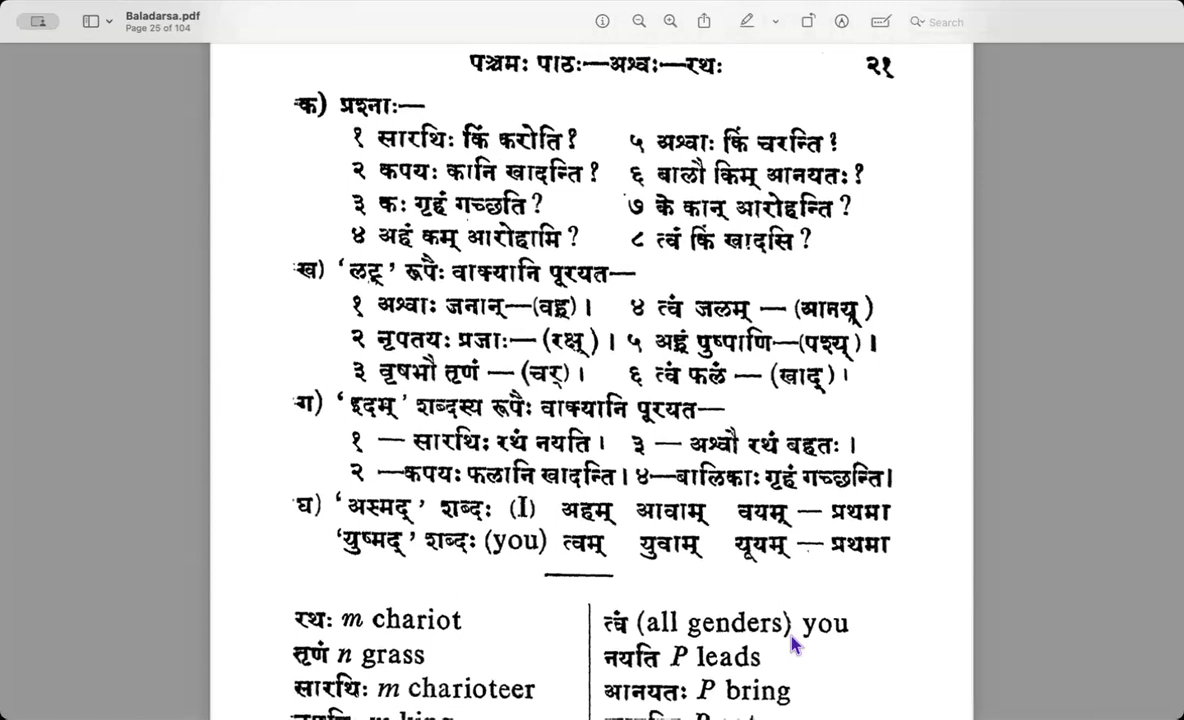 Baladarsa.pdf
Page 25 of 104
Search
पञ्चमः पाठः—अश्वः—रथः २१
क) प्रश्नाः—
१ सारथिः किं करोति? ५ अश्वाः किं चरन्ति?
२ कपयः कानि खादन्ति? ६ बालौ किम् आनयतः?
३ कः गृहं गच्छति? ७ के कान् आरोहन्ति?
४ अहं कम् आरोहामि? ८ त्वं किं खादसि?
ख) ‘लट्’ रूपैः वाक्यानि पूरयत—
१ अश्वाः जनान्—(वह्)। ४ त्वं जलम् — (आनय्)
२ नृपतयः प्रजाः—(रक्ष्)। ५ अहं पुष्पाणि—(पश्य्)।
३ वृषभौ तृणं — (चर्)। ६ त्वं फलं — (खाद्)।
ग) ‘इदम्’ शब्दस्य रूपैः वाक्यानि पूरयत—
१ — सारथिः रथं नयति। ३ — अश्वौ रथं वहतः।
२ —कपयः फलानि खादन्ति। ४—बालिकाः गृहं गच्छन्ति।
घ) ‘अस्मद्’ शब्दः (I) अहम् आवाम् वयम् — प्रथमा
‘युष्मद्’ शब्दः (you) त्वम् युवाम् यूयम् — प्रथमा
रथः m chariot
तृणं n grass
सारथिः m charioteer
त्वं (all genders) you
नयति P leads
आनयतः P bring